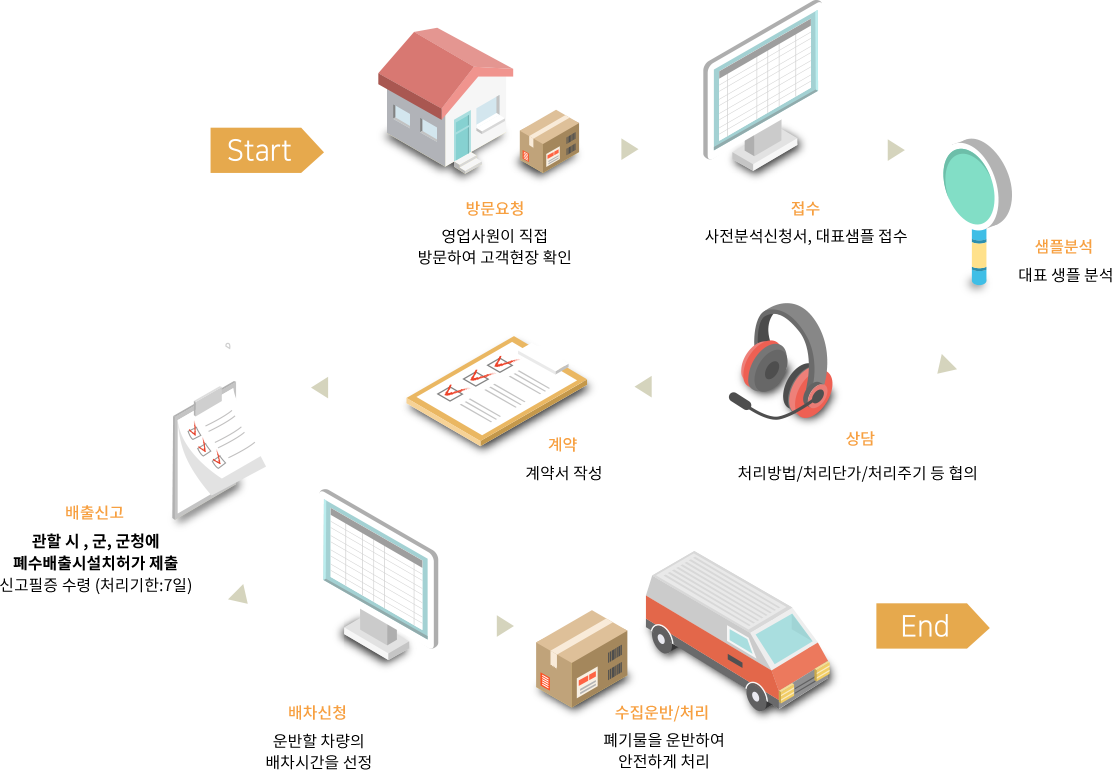 Start
방문요청
영업사원이 직접
방문하여 고객현장 확인
접수
사전분석신청서, 대표샘플 접수
샘플분석
대표 생플 분석
상담
처리방법/처리단가/처리주기 등 협의
계약
계약서 작성
배출신고
관할 시 , 군, 군청에
폐수배출시설치허가 제출
신고필증 수령 (처리기한:7일)
배차신청
운반할 차량의
배차시간을 선정
수집운반/처리
폐기물을 운반하여
안전하게 처리
End